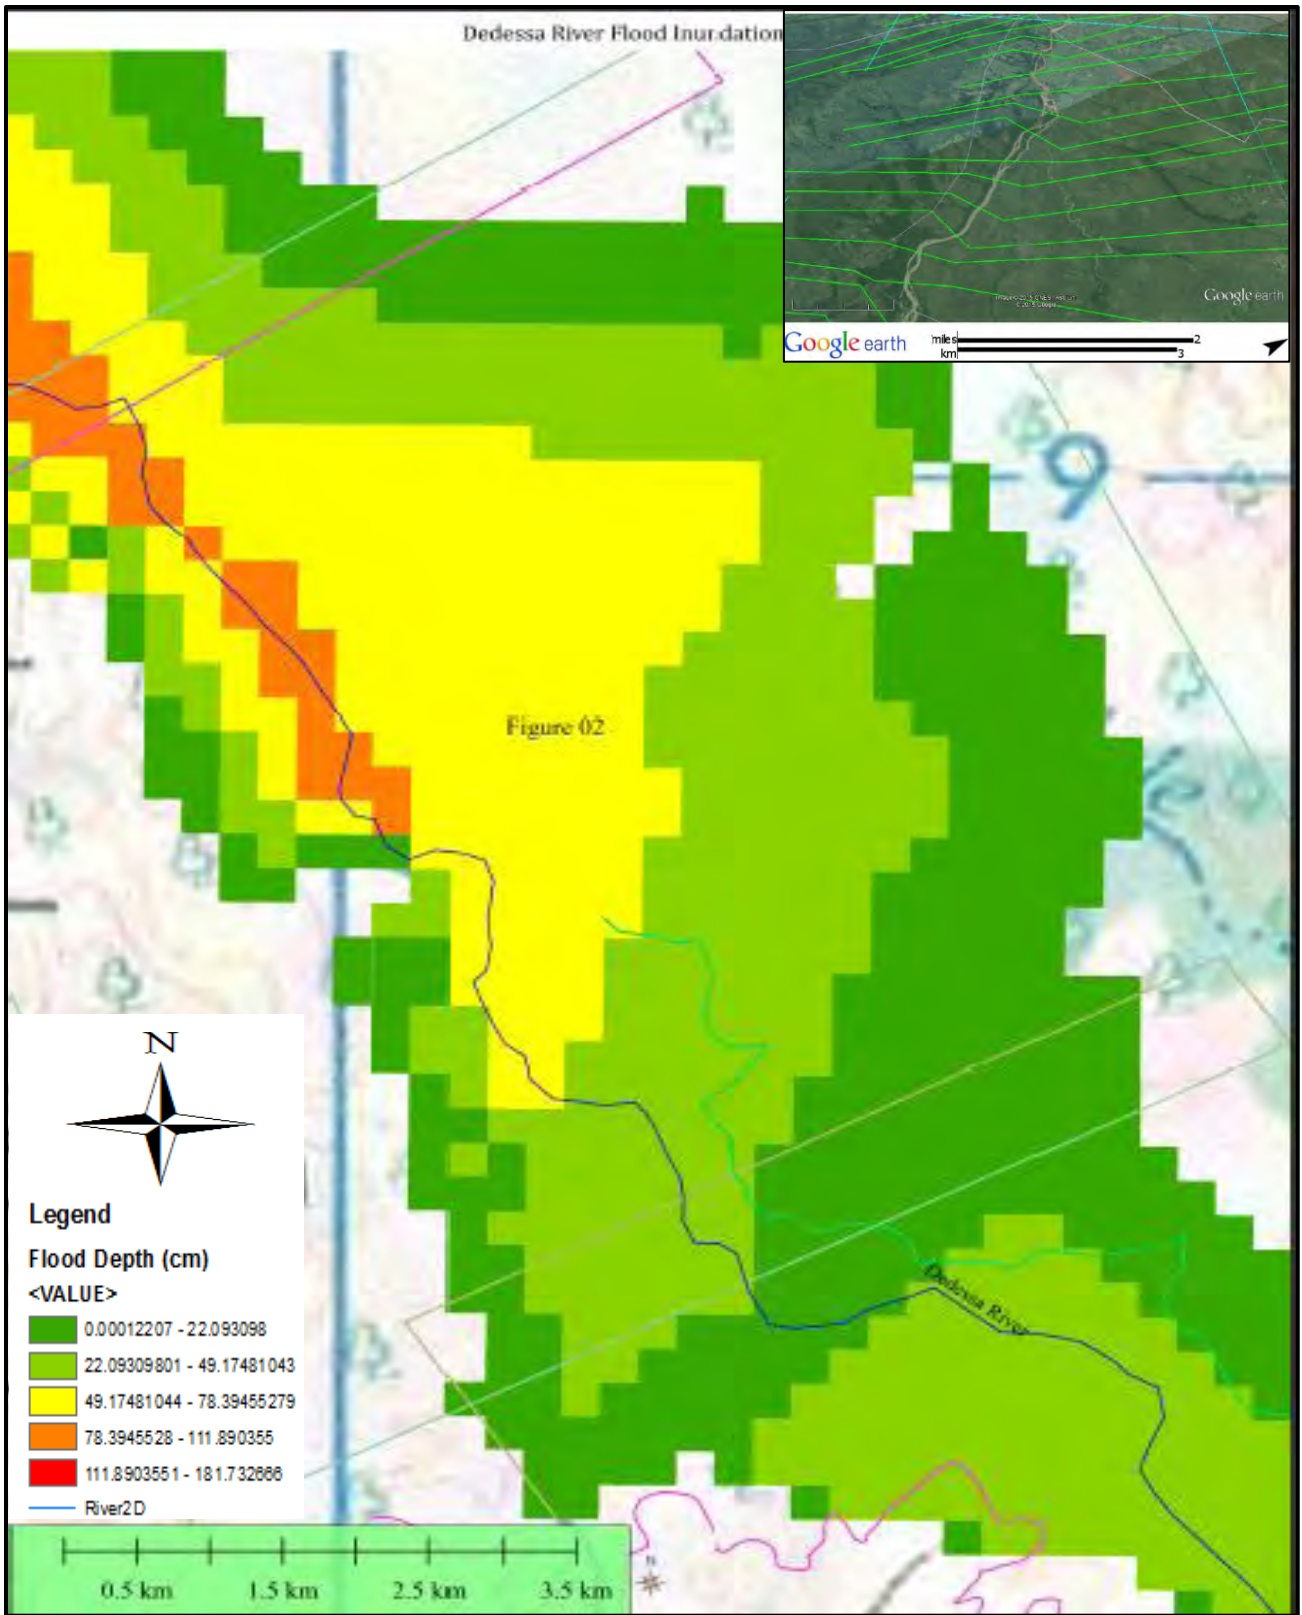 Dedessa River Flood Inundation
Google earth
Google earth
miles 2
km 3
9
Figure 02
N
Legend
Flood Depth (cm)
<VALUE>
0.00012207 - 22.093098
22.09309801 - 49.17481043
49.17481044 - 78.39455279
78.3945528 - 111.890355
111.8903551 - 181.732666
River2D
Dedessa River
0.5 km 1.5 km 2.5 km 3.5 km
N